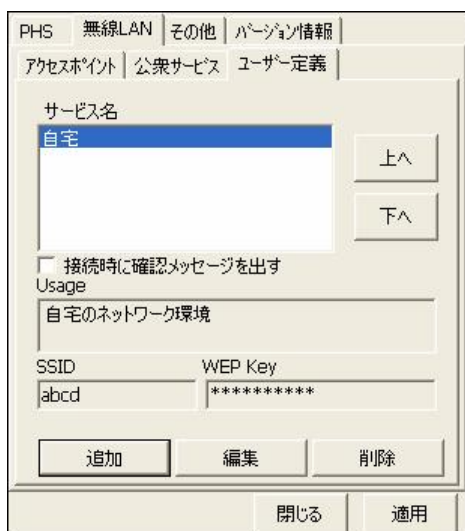 PHS 無線LAN その他 バージョン情報
アクセスポイント 公衆サービス ユーザー定義
サービス名
自宅
上へ
下へ
接続時に確認メッセージを出す
Usage
自宅のネットワーク環境
SSID WEP Key
abcd **********
追加 編集 削除
閉じる 適用